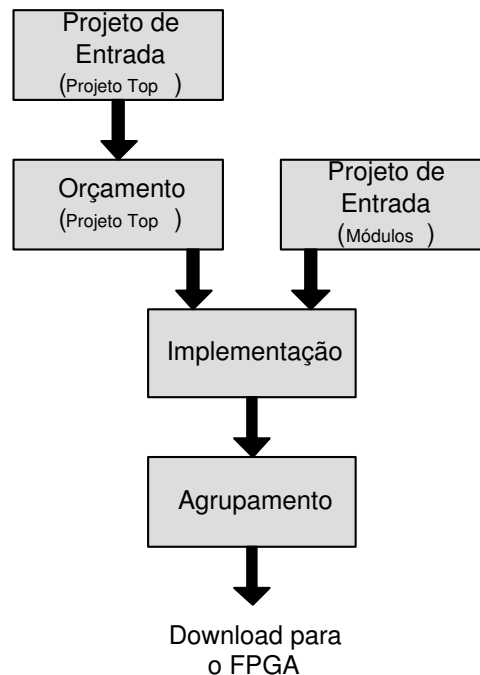 Projeto de
Entrada
(Projeto Top )
Orçamento
(Projeto Top )
Projeto de
Entrada
(Módulos )
Implementação
Agrupamento
Download para
o FPGA